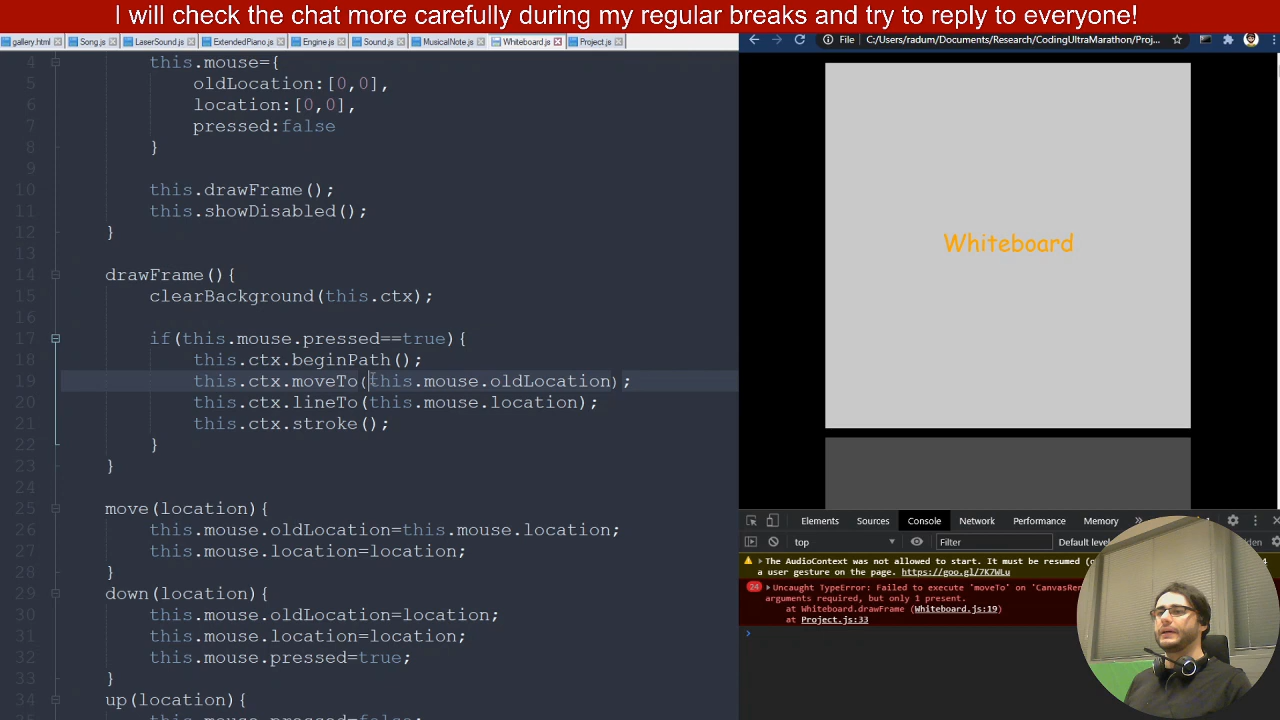 I will check the chat more carefully during my regular breaks and try to reply to everyone!
gallery.html Song.js LaserSound.js ExtendedPiano.js Engine.js Sound.js MusicalNote.js Whiteboard.js Project.js
File C:/Users/radum/Documents/Research/CodingUltraMarathon/Proj...
4 this.mouse={
5 oldLocation:[0,0],
6 location:[0,0],
7 pressed:false
8 }
9
10 this.drawFrame();
11 this.showDisabled();
12 }
13
14 drawFrame(){
15 clearBackground(this.ctx);
16
17 if(this.mouse.pressed==true){
18 this.ctx.beginPath();
19 this.ctx.moveTo(this.mouse.oldLocation);
20 this.ctx.lineTo(this.mouse.location);
21 this.ctx.stroke();
22 }
23 }
24
25 move(location){
26 this.mouse.oldLocation=this.mouse.location;
27 this.mouse.location=location;
28 }
29 down(location){
30 this.mouse.oldLocation=location;
31 this.mouse.location=location;
32 this.mouse.pressed=true;
33 }
34 up(location){
Whiteboard
Elements Sources Console Network Performance Memory »
top Filter Default leve
The AudioContext was not allowed to start. It must be resumed (
a user gesture on the page. https://goo.gl/7K7WLu
24 Uncaught TypeError: Failed to execute 'moveTo' on 'CanvasRen
arguments required, but only 1 present.
at Whiteboard.drawFrame (Whiteboard.js:19)
at Project.js:33